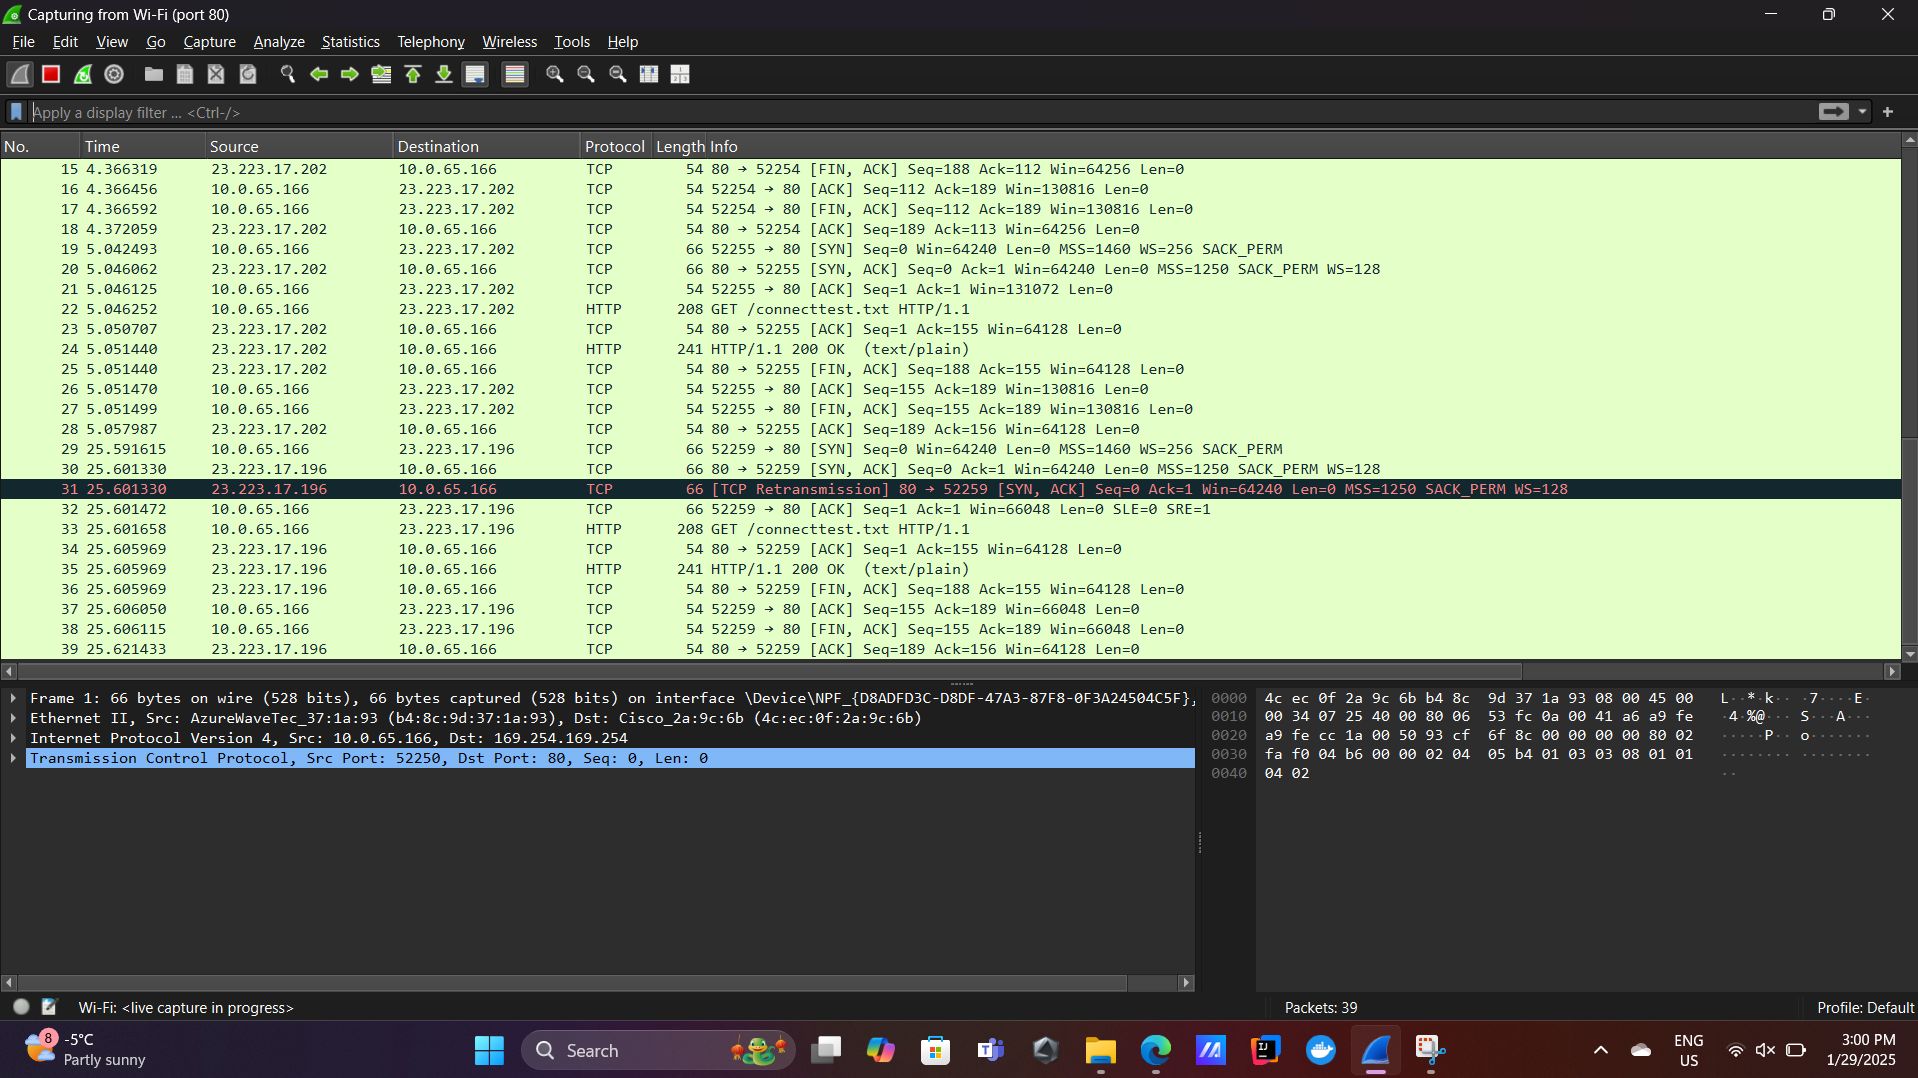 Capturing from Wi-Fi (port 80)
File Edit View Go Capture Analyze Statistics Telephony Wireless Tools Help
Apply a display filter ... <Ctrl-/>
No. Time Source Destination Protocol Length Info
15 4.366319 23.223.17.202 10.0.65.166 TCP 54 80 → 52254 [FIN, ACK] Seq=188 Ack=112 Win=64256 Len=0
16 4.366456 10.0.65.166 23.223.17.202 TCP 54 52254 → 80 [ACK] Seq=112 Ack=189 Win=130816 Len=0
17 4.366592 10.0.65.166 23.223.17.202 TCP 54 52254 → 80 [FIN, ACK] Seq=112 Ack=189 Win=130816 Len=0
18 4.372059 23.223.17.202 10.0.65.166 TCP 54 80 → 52254 [ACK] Seq=189 Ack=113 Win=64256 Len=0
19 5.042493 10.0.65.166 23.223.17.202 TCP 66 52255 → 80 [SYN] Seq=0 Win=64240 Len=0 MSS=1460 WS=256 SACK_PERM
20 5.046062 23.223.17.202 10.0.65.166 TCP 66 80 → 52255 [SYN, ACK] Seq=0 Ack=1 Win=64240 Len=0 MSS=1250 SACK_PERM WS=128
21 5.046125 10.0.65.166 23.223.17.202 TCP 54 52255 → 80 [ACK] Seq=1 Ack=1 Win=131072 Len=0
22 5.046252 10.0.65.166 23.223.17.202 HTTP 208 GET /connecttest.txt HTTP/1.1
23 5.050707 23.223.17.202 10.0.65.166 TCP 54 80 → 52255 [ACK] Seq=1 Ack=155 Win=64128 Len=0
24 5.051440 23.223.17.202 10.0.65.166 HTTP 241 HTTP/1.1 200 OK (text/plain)
25 5.051440 23.223.17.202 10.0.65.166 TCP 54 80 → 52255 [FIN, ACK] Seq=188 Ack=155 Win=64128 Len=0
26 5.051470 10.0.65.166 23.223.17.202 TCP 54 52255 → 80 [ACK] Seq=155 Ack=189 Win=130816 Len=0
27 5.051499 10.0.65.166 23.223.17.202 TCP 54 52255 → 80 [FIN, ACK] Seq=155 Ack=189 Win=130816 Len=0
28 5.057987 23.223.17.202 10.0.65.166 TCP 54 80 → 52255 [ACK] Seq=189 Ack=156 Win=64128 Len=0
29 25.591615 10.0.65.166 23.223.17.196 TCP 66 52259 → 80 [SYN] Seq=0 Win=64240 Len=0 MSS=1460 WS=256 SACK_PERM
30 25.601330 23.223.17.196 10.0.65.166 TCP 66 80 → 52259 [SYN, ACK] Seq=0 Ack=1 Win=64240 Len=0 MSS=1250 SACK_PERM WS=128
31 25.601330 23.223.17.196 10.0.65.166 TCP 66 [TCP Retransmission] 80 → 52259 [SYN, ACK] Seq=0 Ack=1 Win=64240 Len=0 MSS=1250 SACK_PERM WS=128
32 25.601472 10.0.65.166 23.223.17.196 TCP 66 52259 → 80 [ACK] Seq=1 Ack=1 Win=66048 Len=0 SLE=0 SRE=1
33 25.601658 10.0.65.166 23.223.17.196 HTTP 208 GET /connecttest.txt HTTP/1.1
34 25.605969 23.223.17.196 10.0.65.166 TCP 54 80 → 52259 [ACK] Seq=1 Ack=155 Win=64128 Len=0
35 25.605969 23.223.17.196 10.0.65.166 HTTP 241 HTTP/1.1 200 OK (text/plain)
36 25.605969 23.223.17.196 10.0.65.166 TCP 54 80 → 52259 [FIN, ACK] Seq=188 Ack=155 Win=64128 Len=0
37 25.606050 10.0.65.166 23.223.17.196 TCP 54 52259 → 80 [ACK] Seq=155 Ack=189 Win=66048 Len=0
38 25.606115 10.0.65.166 23.223.17.196 TCP 54 52259 → 80 [FIN, ACK] Seq=155 Ack=189 Win=66048 Len=0
39 25.621433 23.223.17.196 10.0.65.166 TCP 54 80 → 52259 [ACK] Seq=189 Ack=156 Win=64128 Len=0
Frame 1: 66 bytes on wire (528 bits), 66 bytes captured (528 bits) on interface \Device\NPF_{D8ADFD3C-D8DF-47A3-87F8-0F3A24504C5F},
Ethernet II, Src: AzureWaveTec_37:1a:93 (b4:8c:9d:37:1a:93), Dst: Cisco_2a:9c:6b (4c:ec:0f:2a:9c:6b)
Internet Protocol Version 4, Src: 10.0.65.166, Dst: 169.254.169.254
Transmission Control Protocol, Src Port: 52250, Dst Port: 80, Seq: 0, Len: 0
0000 4c ec 0f 2a 9c 6b b4 8c 9d 37 1a 93 08 00 45 00 L··*·k·· ·7····E·
0010 00 34 07 25 40 00 80 06 53 fc 0a 00 41 a6 a9 fe ·4·%@··· S···A···
0020 a9 fe cc 1a 00 50 93 cf 6f 8c 00 00 00 00 80 02 ·····P·· o·······
0030 fa f0 04 b6 00 00 02 04 05 b4 01 03 03 08 01 01 ········ ········
0040 04 02 ··
Wi-Fi: <live capture in progress>
Packets: 39
Profile: Default
8
-5°C
Partly sunny
Search
ENG
US
3:00 PM
1/29/2025